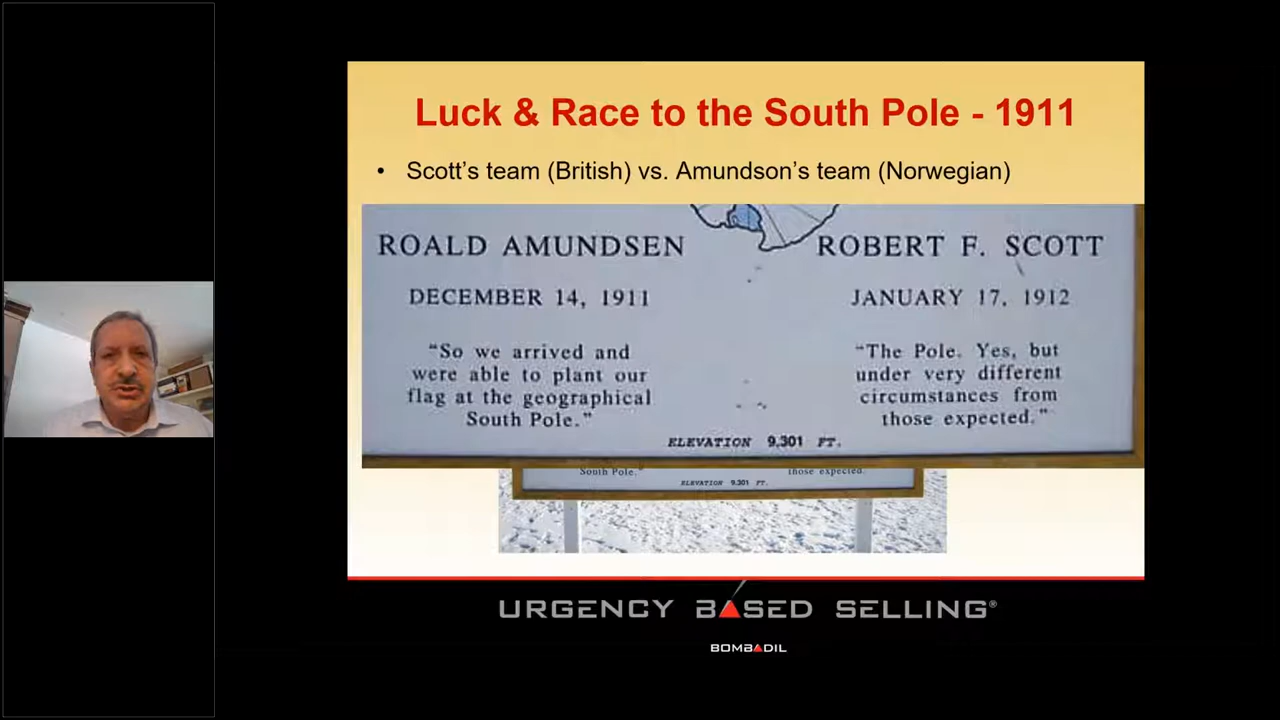 Luck & Race to the South Pole - 1911
• Scott's team (British) vs. Amundson's team (Norwegian)
ROALD AMUNDSEN
DECEMBER 14, 1911
"So we arrived and
were able to plant our
flag at the geographical
South Pole."
ROBERT F. SCOTT
JANUARY 17, 1912
"The Pole. Yes, but
under very different
circumstances from
those expected."
ELEVATION 9,301 FT.
South Pole."
those expected.
ELEVATION 9,301 FT.
URGENCY BASED SELLING®
BOMBADIL